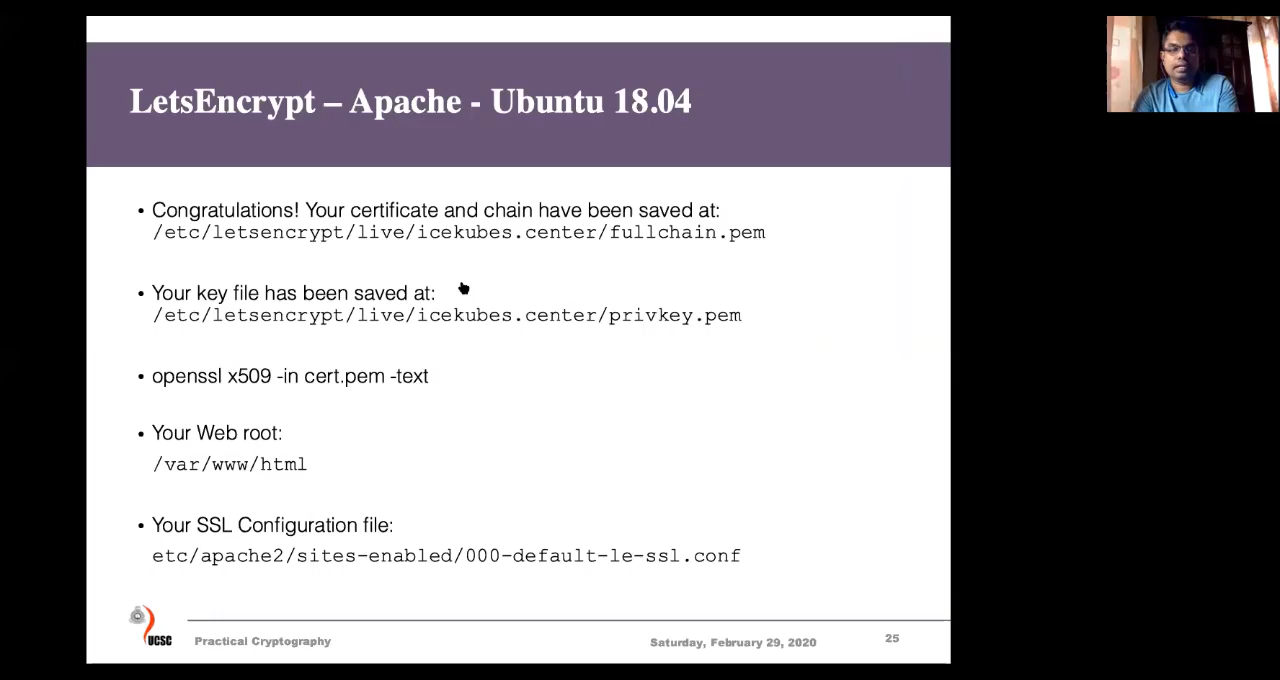 LetsEncrypt – Apache - Ubuntu 18.04
• Congratulations! Your certificate and chain have been saved at:
/etc/letsencrypt/live/icekubes.center/fullchain.pem
• Your key file has been saved at:
/etc/letsencrypt/live/icekubes.center/privkey.pem
• openssl x509 -in cert.pem -text
• Your Web root:
/var/www/html
• Your SSL Configuration file:
etc/apache2/sites-enabled/000-default-le-ssl.conf
UCSC
Practical Cryptography
Saturday, February 29, 2020
25